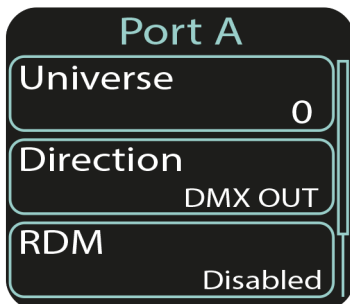 Port A
Universe
0
Direction
DMX OUT
RDM
Disabled